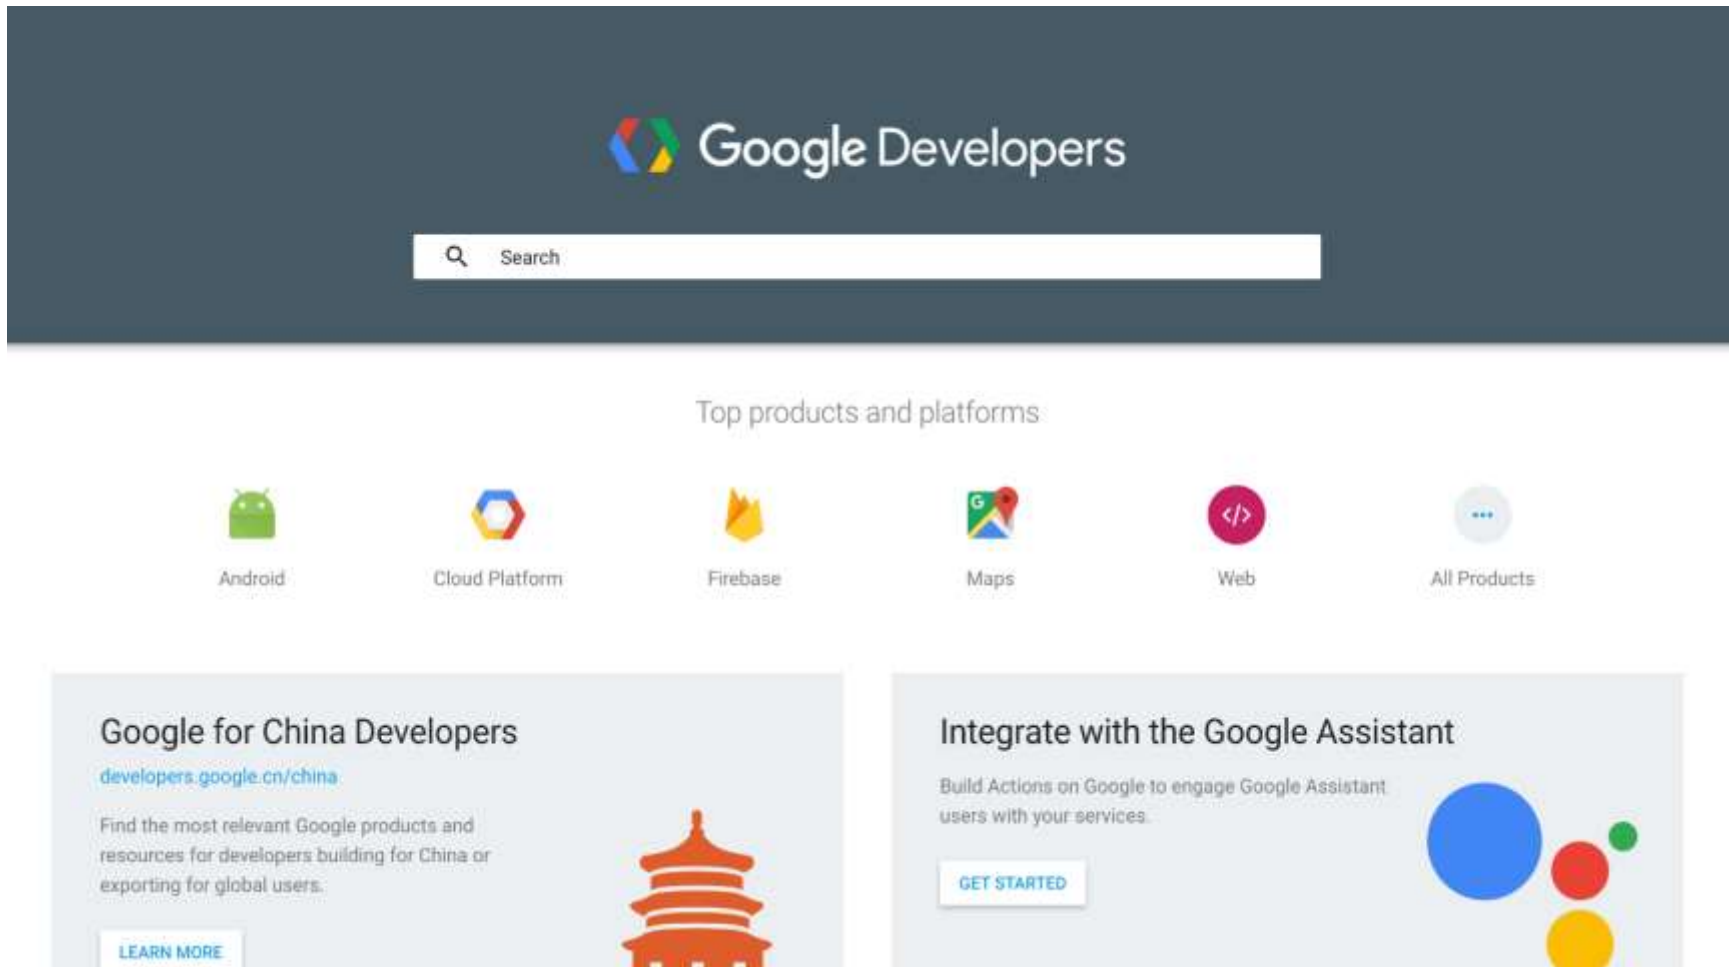 Google Developers
Search
Top products and platforms
G
</>
Android
Cloud Platform
Firebase
Maps
Web
All Products
Google for China Developers
developers.google.cn/china
Find the most relevant Google products and
resources for developers building for China or
exporting for global users.
LEARN MORE
Integrate with the Google Assistant
Build Actions on Google to engage Google Assistant
users with your services.
GET STARTED